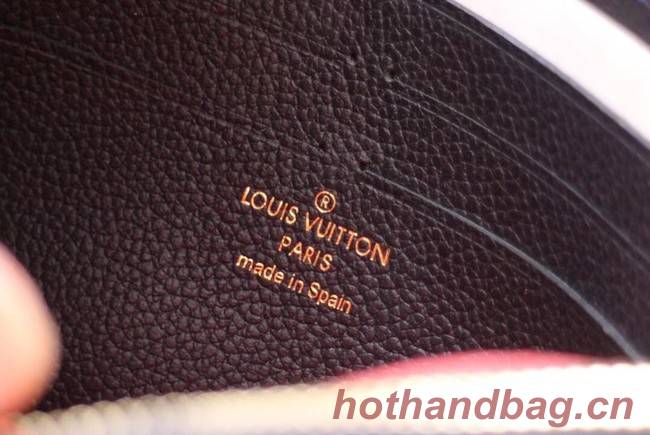 ®
LOUIS VUITTON
PARIS
made in Spain
hothandbag.cn